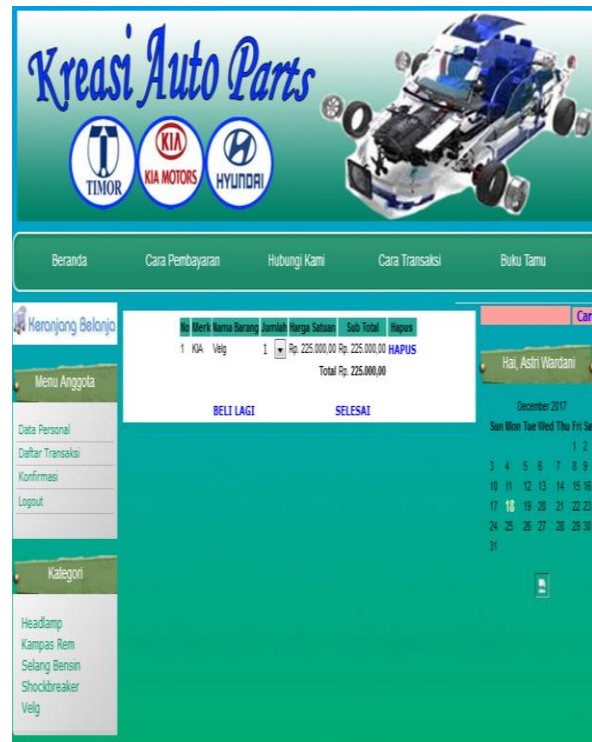 Kreasi Auto Parts
TIMOR
KIA
KIA MOTORS
HYUNDAI
Beranda Cara Pembayaran Hubungi Kami Cara Transaksi Buku Tamu
Keranjang Belanja
Menu Anggota
Data Personal
Daftar Transaksi
Konfirmasi
Logout
Kategori
Headlamp
Kampas Rem
Selang Bensin
Shockbreaker
Velg
No Merk Nama Barang Jumlah Harga Satuan Sub Total Hapus
1 KIA Velg 1 Rp. 225.000,00 Rp. 225.000,00 HAPUS
Total Rp. 225.000,00
BELI LAGI SELESAI
Car
Hai, Astri Wardani
December 2017
Sun Mon Tue Wed Thu Fri Sa
1 2
3 4 5 6 7 8 9
10 11 12 13 14 15 16
17 18 19 20 21 22 23
24 25 26 27 28 29 30
31